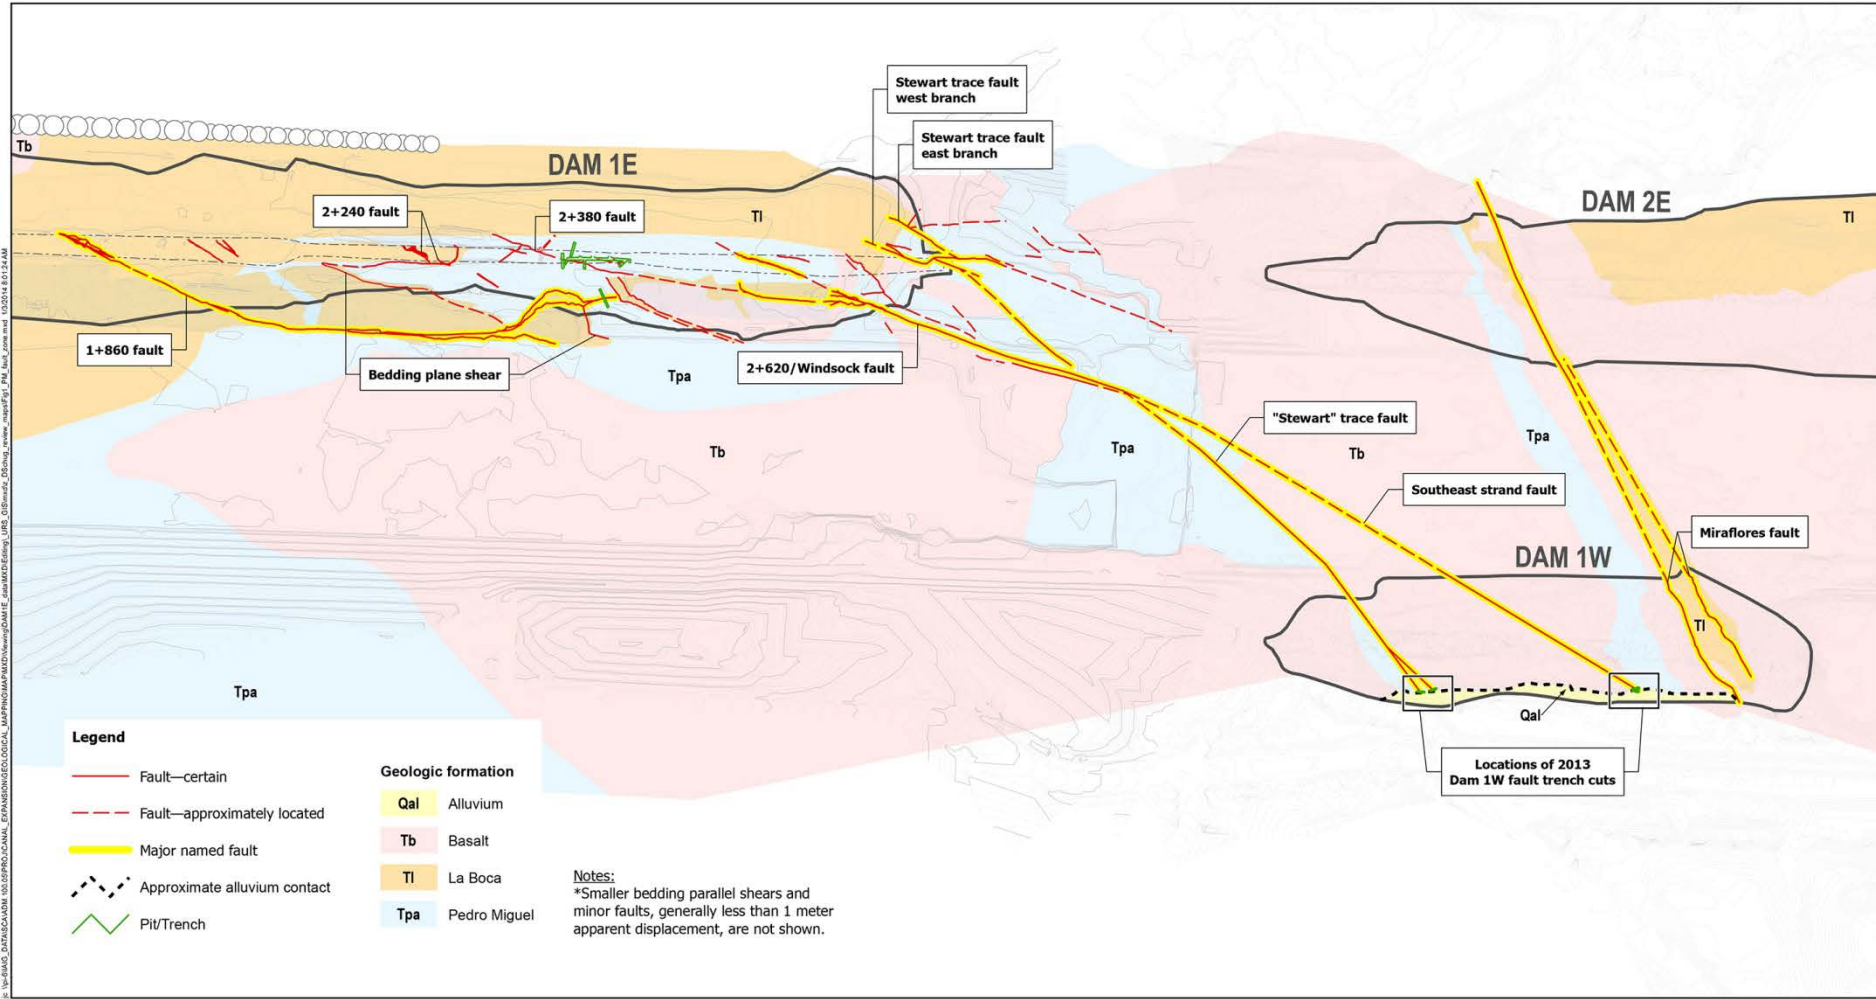 Stewart trace fault
west branch
Stewart trace fault
east branch
Tb
DAM 1E
DAM 2E
2+240 fault
2+380 fault
Tl
Tl
1+860 fault
Bedding plane shear
Tpa
2+620/Windsock fault
"Stewart" trace fault
Tb
Tpa
Tb
Tpa
Southeast strand fault
Miraflores fault
DAM 1W
Tl
Tpa
Qal
Locations of 2013
Dam 1W fault trench cuts
Legend
Fault—certain
Fault—approximately located
Major named fault
Approximate alluvium contact
Pit/Trench
Geologic formation
Qal Alluvium
Tb Basalt
Tl La Boca
Tpa Pedro Miguel
Notes:
*Smaller bedding parallel shears and
minor faults, generally less than 1 meter
apparent displacement, are not shown.